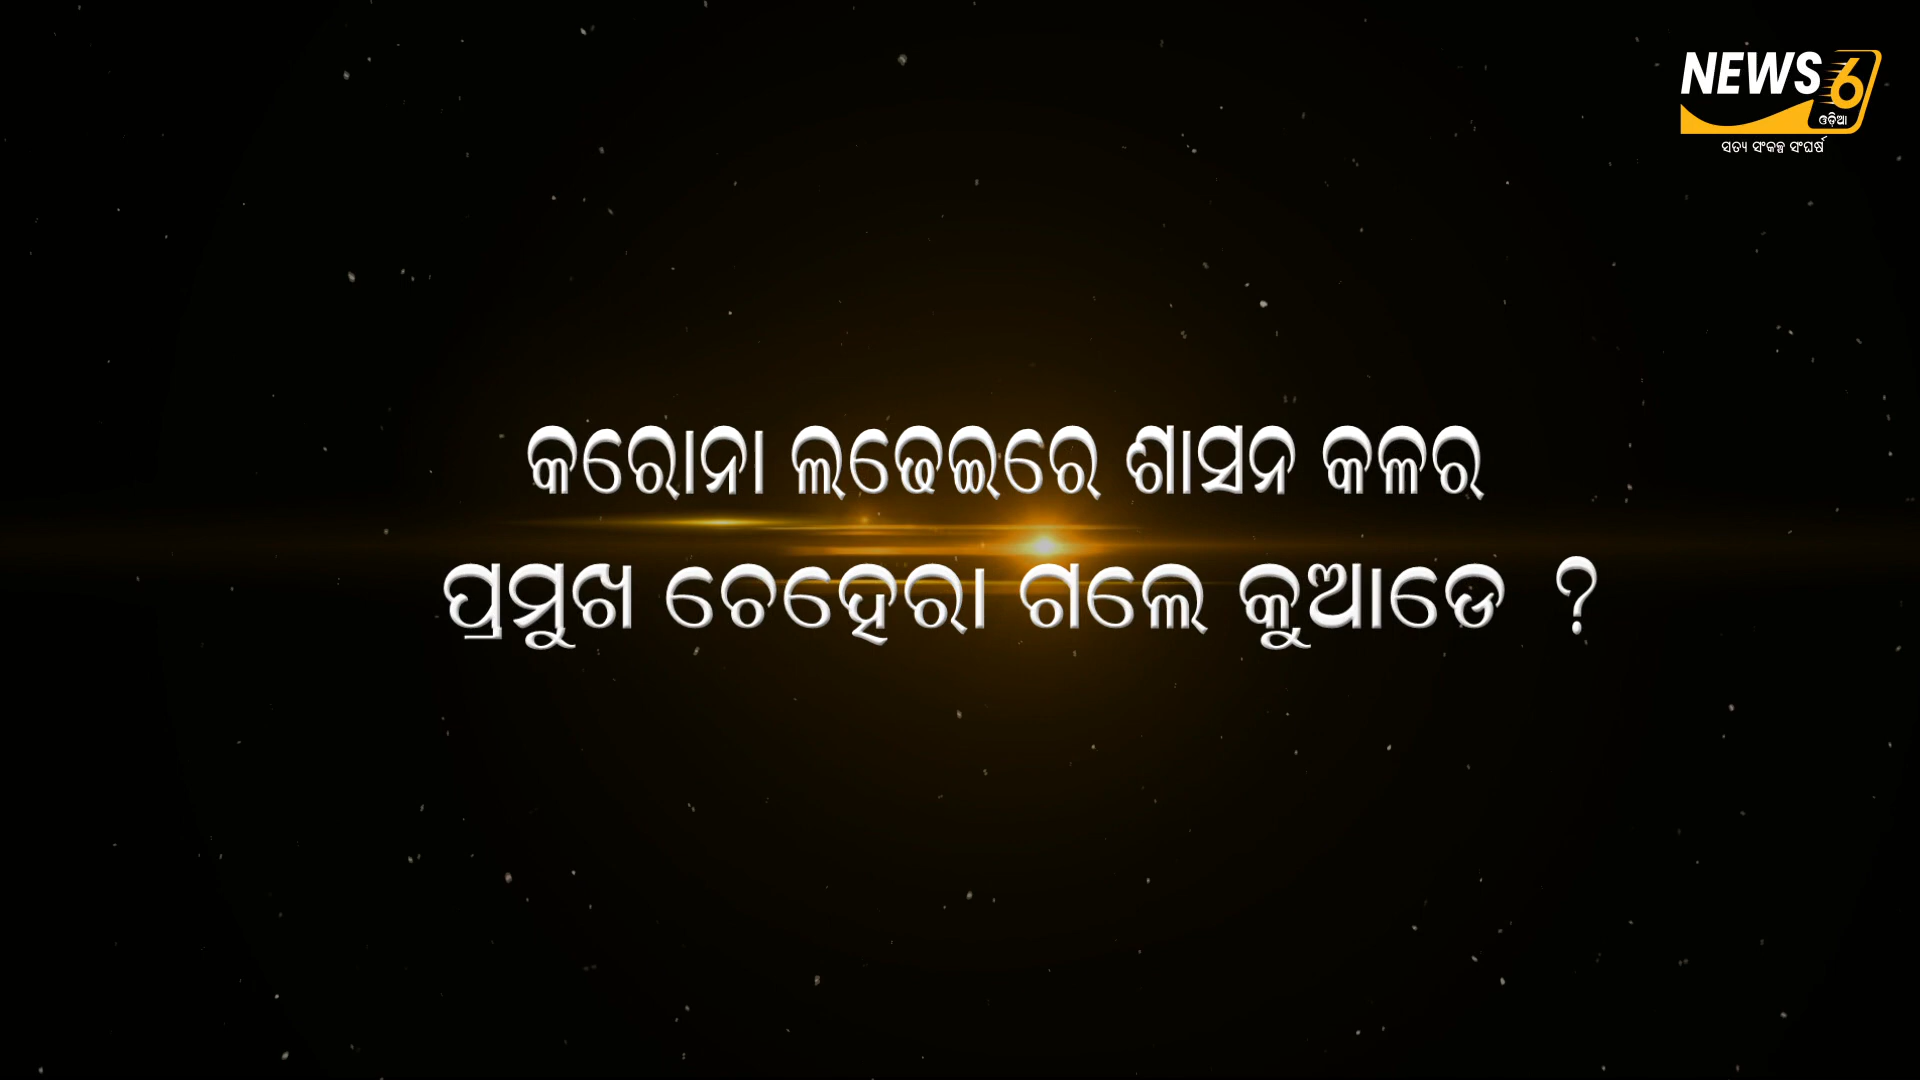 NEWS 6
ଓଡ଼ିଆ
ସତ୍ୟ ସଂକଳ୍ପ ସଂଘର୍ଷ
କରୋନା ଲଢେଇରେ ଶାସନ କଳର
ପ୍ରମୁଖ ଚେହେରା ଗଲେ କୁଆଡେ ?